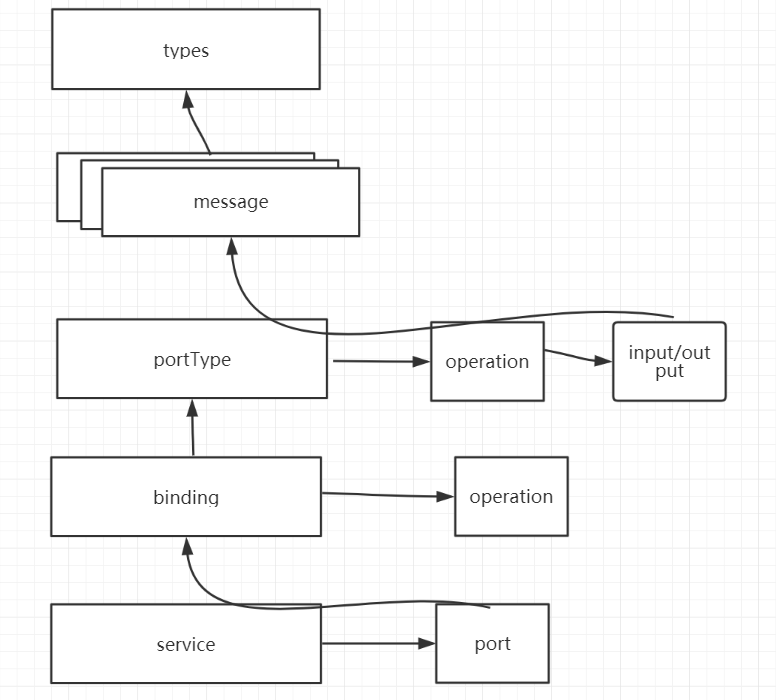 types
message
portType
operation
input/out
put
binding
operation
service
port